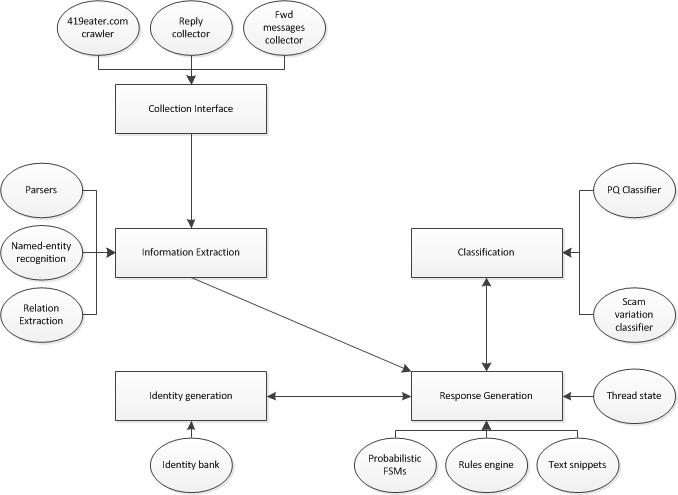 419eater.com
crawler
Reply
collector
Fwd
messages
collector
Collection Interface
Parsers
PQ Classifier
Named-entity
recognition
Information Extraction
Classification
Relation
Extraction
Scam
variation
classifier
Identity generation
Response Generation
Thread state
Identity bank
Probabilistic
FSMs
Rules engine
Text snippets